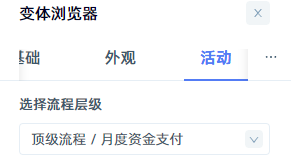 变体浏览器
基础 外观 活动 ...
选择流程层级
顶级流程 / 月度资金支付